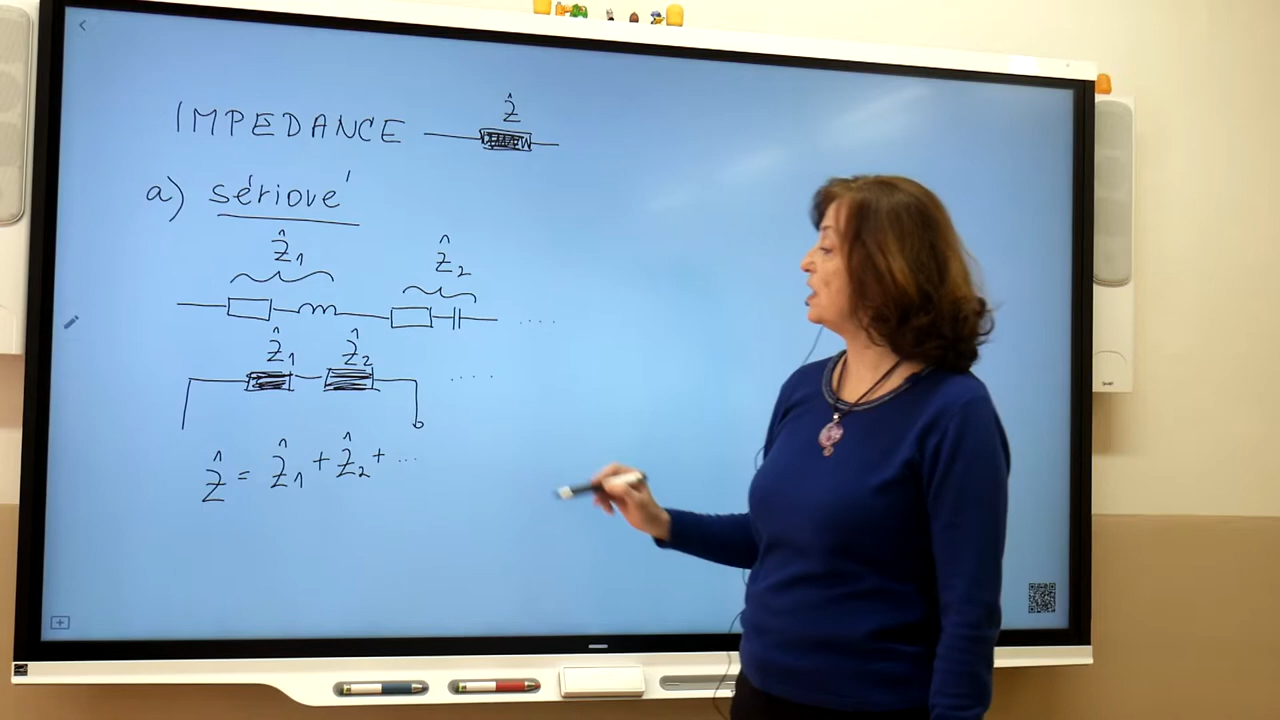 IMPEDANCE Ẑ
a) sériové
Ẑ₁ Ẑ₂
....
Ẑ₁ Ẑ₂ ....
Ẑ = Ẑ₁ + Ẑ₂ + ...